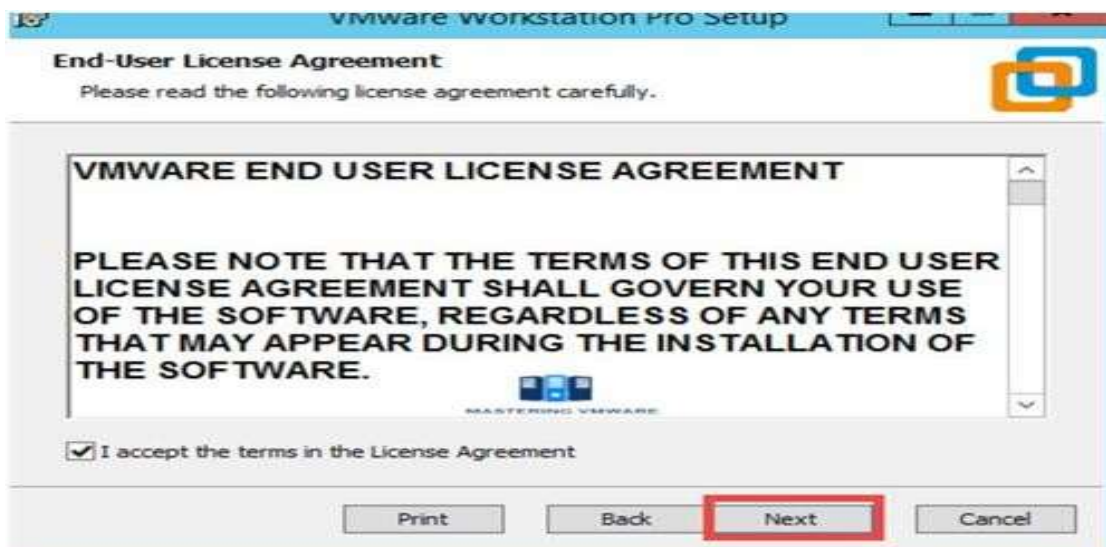 VMware Workstation Pro Setup
End-User License Agreement
Please read the following license agreement carefully.
VMWARE END USER LICENSE AGREEMENT
PLEASE NOTE THAT THE TERMS OF THIS END USER
LICENSE AGREEMENT SHALL GOVERN YOUR USE
OF THE SOFTWARE, REGARDLESS OF ANY TERMS
THAT MAY APPEAR DURING THE INSTALLATION OF
THE SOFTWARE.
MASTERING VMWARE
I accept the terms in the License Agreement
Print Back Next Cancel